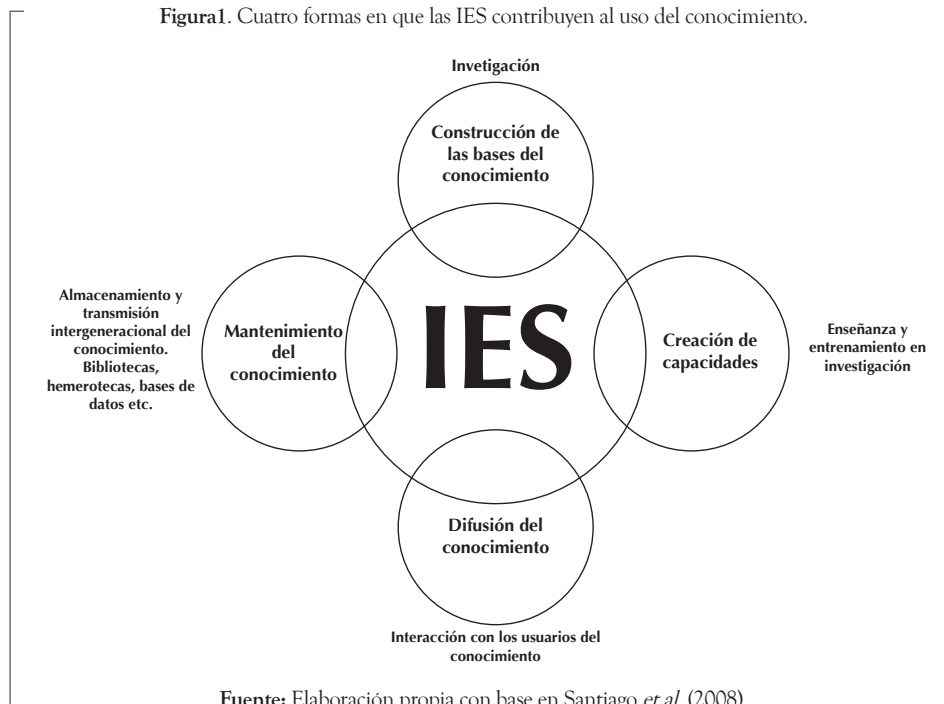 Figura1. Cuatro formas en que las IES contribuyen al uso del conocimiento.
Invetigación
Construcción de
las bases del
conocimiento
Almacenamiento y
transmisión
intergeneracional del
conocimiento.
Bibliotecas,
hemerotecas, bases de
datos etc.
Mantenimiento
del
conocimiento
IES
Creación de
capacidades
Enseñanza y
entrenamiento en
investigación
Difusión del
conocimiento
Interacción con los usuarios del
conocimiento
Fuente: Elaboración propia con base en Santiago et al. (2008)